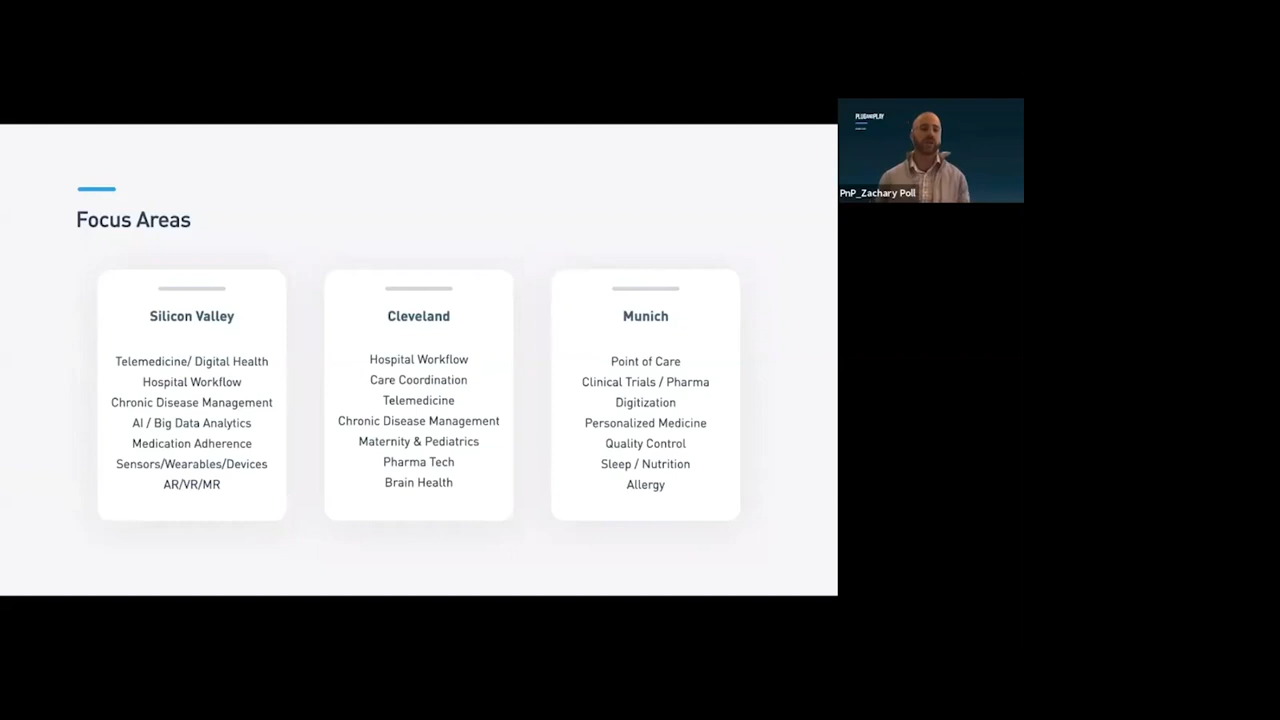 Focus Areas
Silicon Valley
Telemedicine/ Digital Health
Hospital Workflow
Chronic Disease Management
AI / Big Data Analytics
Medication Adherence
Sensors/Wearables/Devices
AR/VR/MR
Cleveland
Hospital Workflow
Care Coordination
Telemedicine
Chronic Disease Management
Maternity & Pediatrics
Pharma Tech
Brain Health
Munich
Point of Care
Clinical Trials / Pharma
Digitization
Personalized Medicine
Quality Control
Sleep / Nutrition
Allergy
PLUGANDPLAY
PnP_Zachary Poll